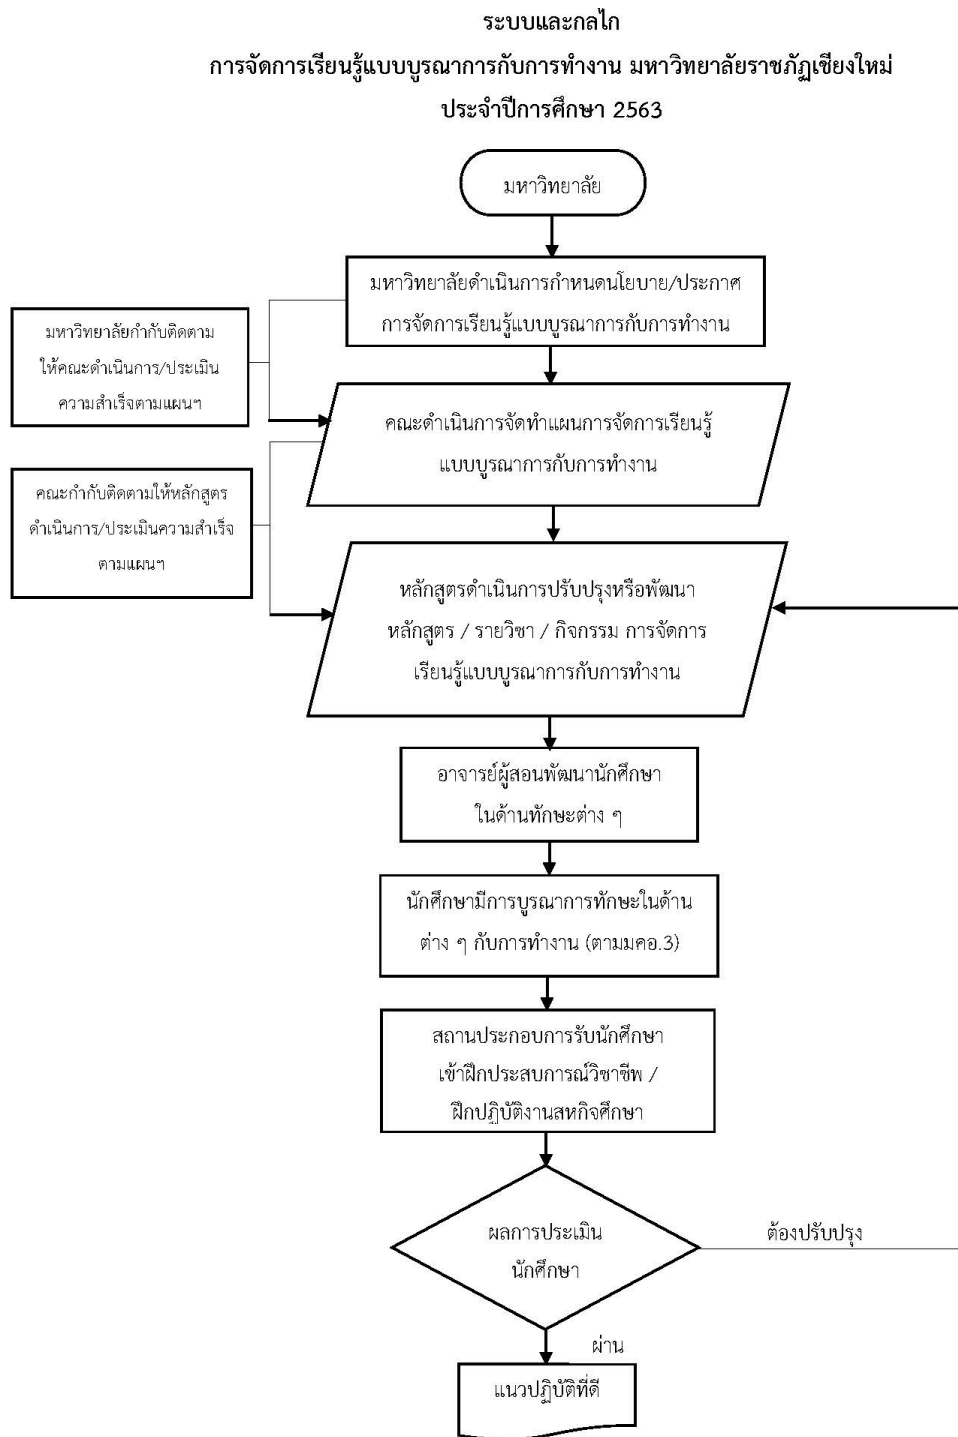 ระบบและกลไก
การจัดการเรียนรู้แบบบูรณาการกับการทำงาน มหาวิทยาลัยราชภัฏเชียงใหม่
ประจำปีการศึกษา 2563
มหาวิทยาลัย
มหาวิทยาลัยดำเนินการกำหนดนโยบาย/ประกาศ
การจัดการเรียนรู้แบบบูรณาการกับการทำงาน
มหาวิทยาลัยกำกับติดตาม
ให้คณะดำเนินการ/ประเมิน
ความสำเร็จตามแผนฯ
คณะดำเนินการจัดทำแผนการจัดการเรียนรู้
แบบบูรณาการกับการทำงาน
คณะกำกับติดตามให้หลักสูตร
ดำเนินการ/ประเมินความสำเร็จ
ตามแผนฯ
หลักสูตรดำเนินการปรับปรุงหรือพัฒนา
หลักสูตร / รายวิชา / กิจกรรม การจัดการ
เรียนรู้แบบบูรณาการกับการทำงาน
อาจารย์ผู้สอนพัฒนานักศึกษา
ในด้านทักษะต่าง ๆ
นักศึกษามีการบูรณาการทักษะในด้าน
ต่าง ๆ กับการทำงาน (ตามมคอ.3)
สถานประกอบการรับนักศึกษา
เข้าฝึกประสบการณ์วิชาชีพ /
ฝึกปฏิบัติงานสหกิจศึกษา
ผลการประเมิน
นักศึกษา
ต้องปรับปรุง
ผ่าน
แนวปฏิบัติที่ดี